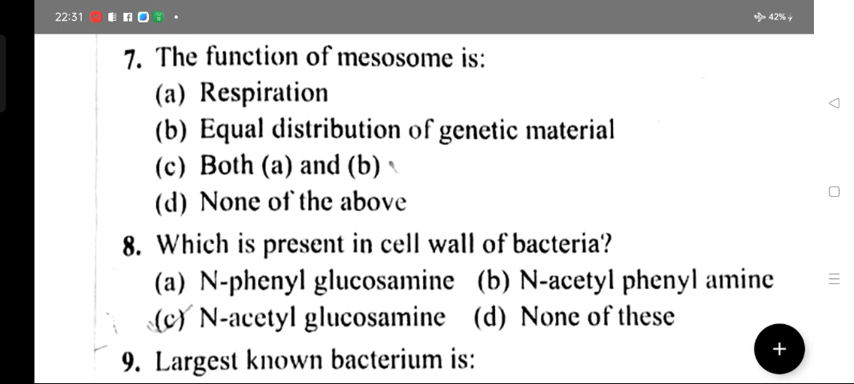 22:31
42%
7. The function of mesosome is:
(a) Respiration
(b) Equal distribution of genetic material
(c) Both (a) and (b)
(d) None of the above
8. Which is present in cell wall of bacteria?
(a) N-phenyl glucosamine (b) N-acetyl phenyl amine
(c) N-acetyl glucosamine (d) None of these
9. Largest known bacterium is: